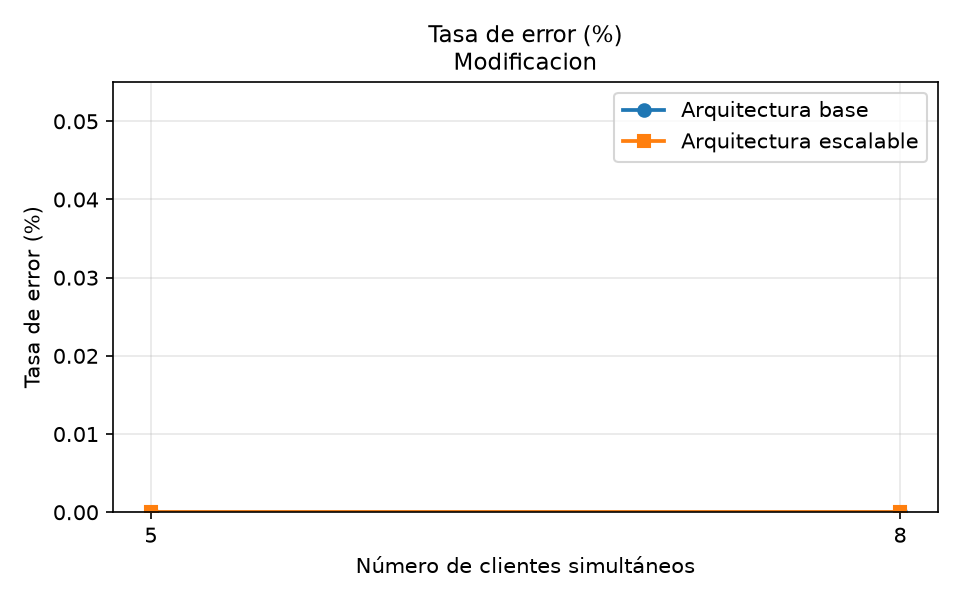 Tasa de error (%)
Modificacion
Arquitectura base
Arquitectura escalable
Tasa de error (%)
0.05
0.04
0.03
0.02
0.01
0.00
5
8
Número de clientes simultáneos